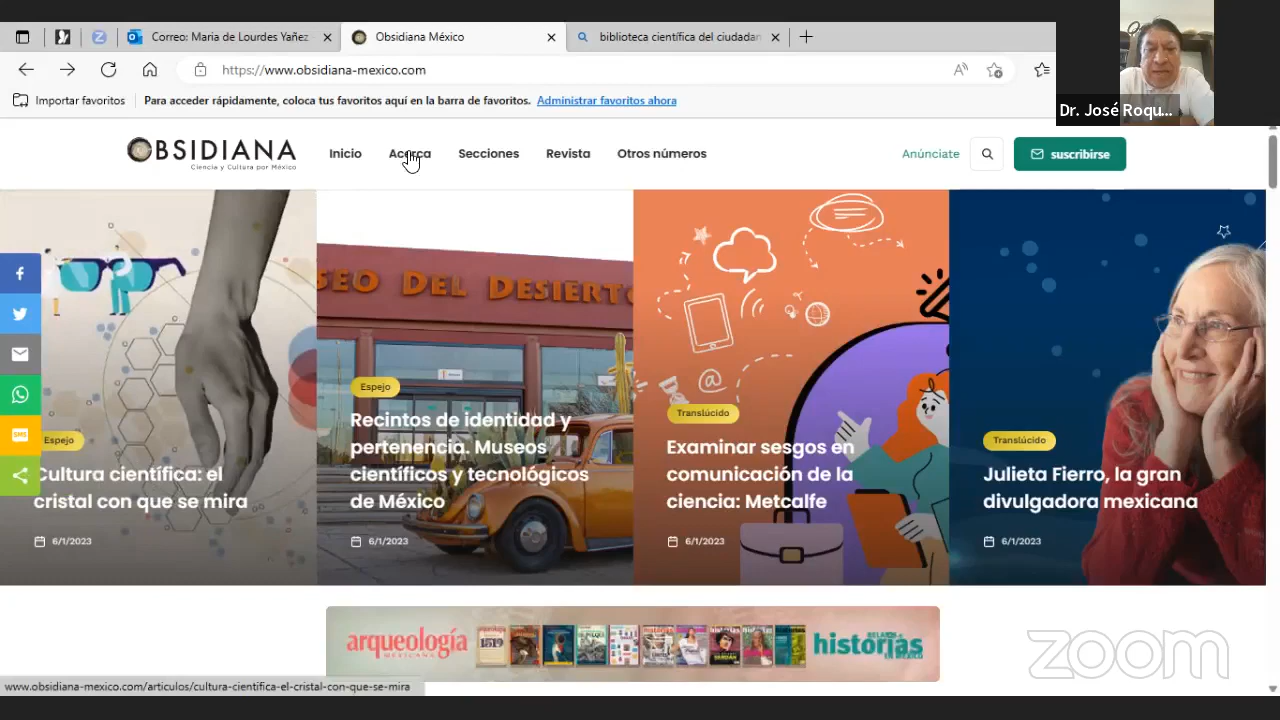 Correo: Maria de Lourdes Yañez
Obsidiana México
biblioteca científica del ciudadan
https://www.obsidiana-mexico.com
Importar favoritos
Para acceder rápidamente, coloca tus favoritos aquí en la barra de favoritos. Administrar favoritos ahora
Dr. José Roqu...
OBSIDIANA
Ciencia y Cultura por México
Inicio
Acerca
Secciones
Revista
Otros números
Anúnciate
suscribirse
Espejo
Cultura científica: el
cristal con que se mira
6/1/2023
SEO DEL DESIERTO
Espejo
Recintos de identidad y
pertenencia. Museos
científicos y tecnológicos
de México
6/1/2023
Translúcido
Examinar sesgos en
comunicación de la
ciencia: Metcalfe
6/1/2023
Translúcido
Julieta Fierro, la gran
divulgadora mexicana
6/1/2023
SMS
arqueología
MEXICANA
historias
zoom
www.obsidiana-mexico.com/articulos/cultura-cientifica-el-cristal-con-que-se-mira